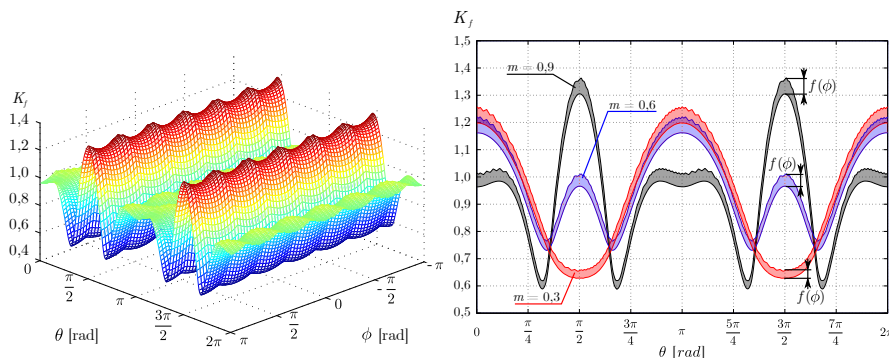 K_f
1,4
1,2
1,0
0,8
0,6
0,4
0
π/2
π
3π/2
2π
θ [rad]
π
π/2
0
-π
φ [rad]
K_f
1,5
1,4
1,3
1,2
1,1
1,0
0,9
0,8
0,7
0,6
0,5
m = 0,9
m = 0,6
m = 0,3
f(φ)
f(φ)
f(φ)
0
π/4
π/2
3π/4
π
5π/4
3π/2
7π/4
2π
θ [rad]